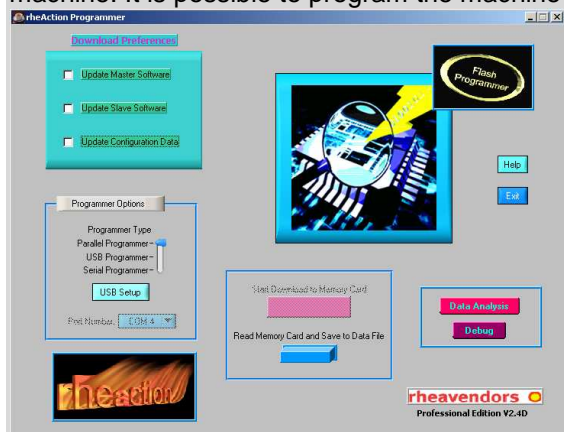 machine. It is possible to program the machine
rheAction Programmer
Download Preferences
Update Master Software
Update Slave Software
Update Configuration Data
Flash
Programmer
Help
Exit
Programmer Options
Programmer Type
Parallel Programmer
USB Programmer
Serial Programmer
USB Setup
Port Number. COM 4
Start Download to Memory Card
Read Memory Card and Save to Data File
Data Analysis
Debug
rheaction
rheavendors
Professional Edition V2.4D